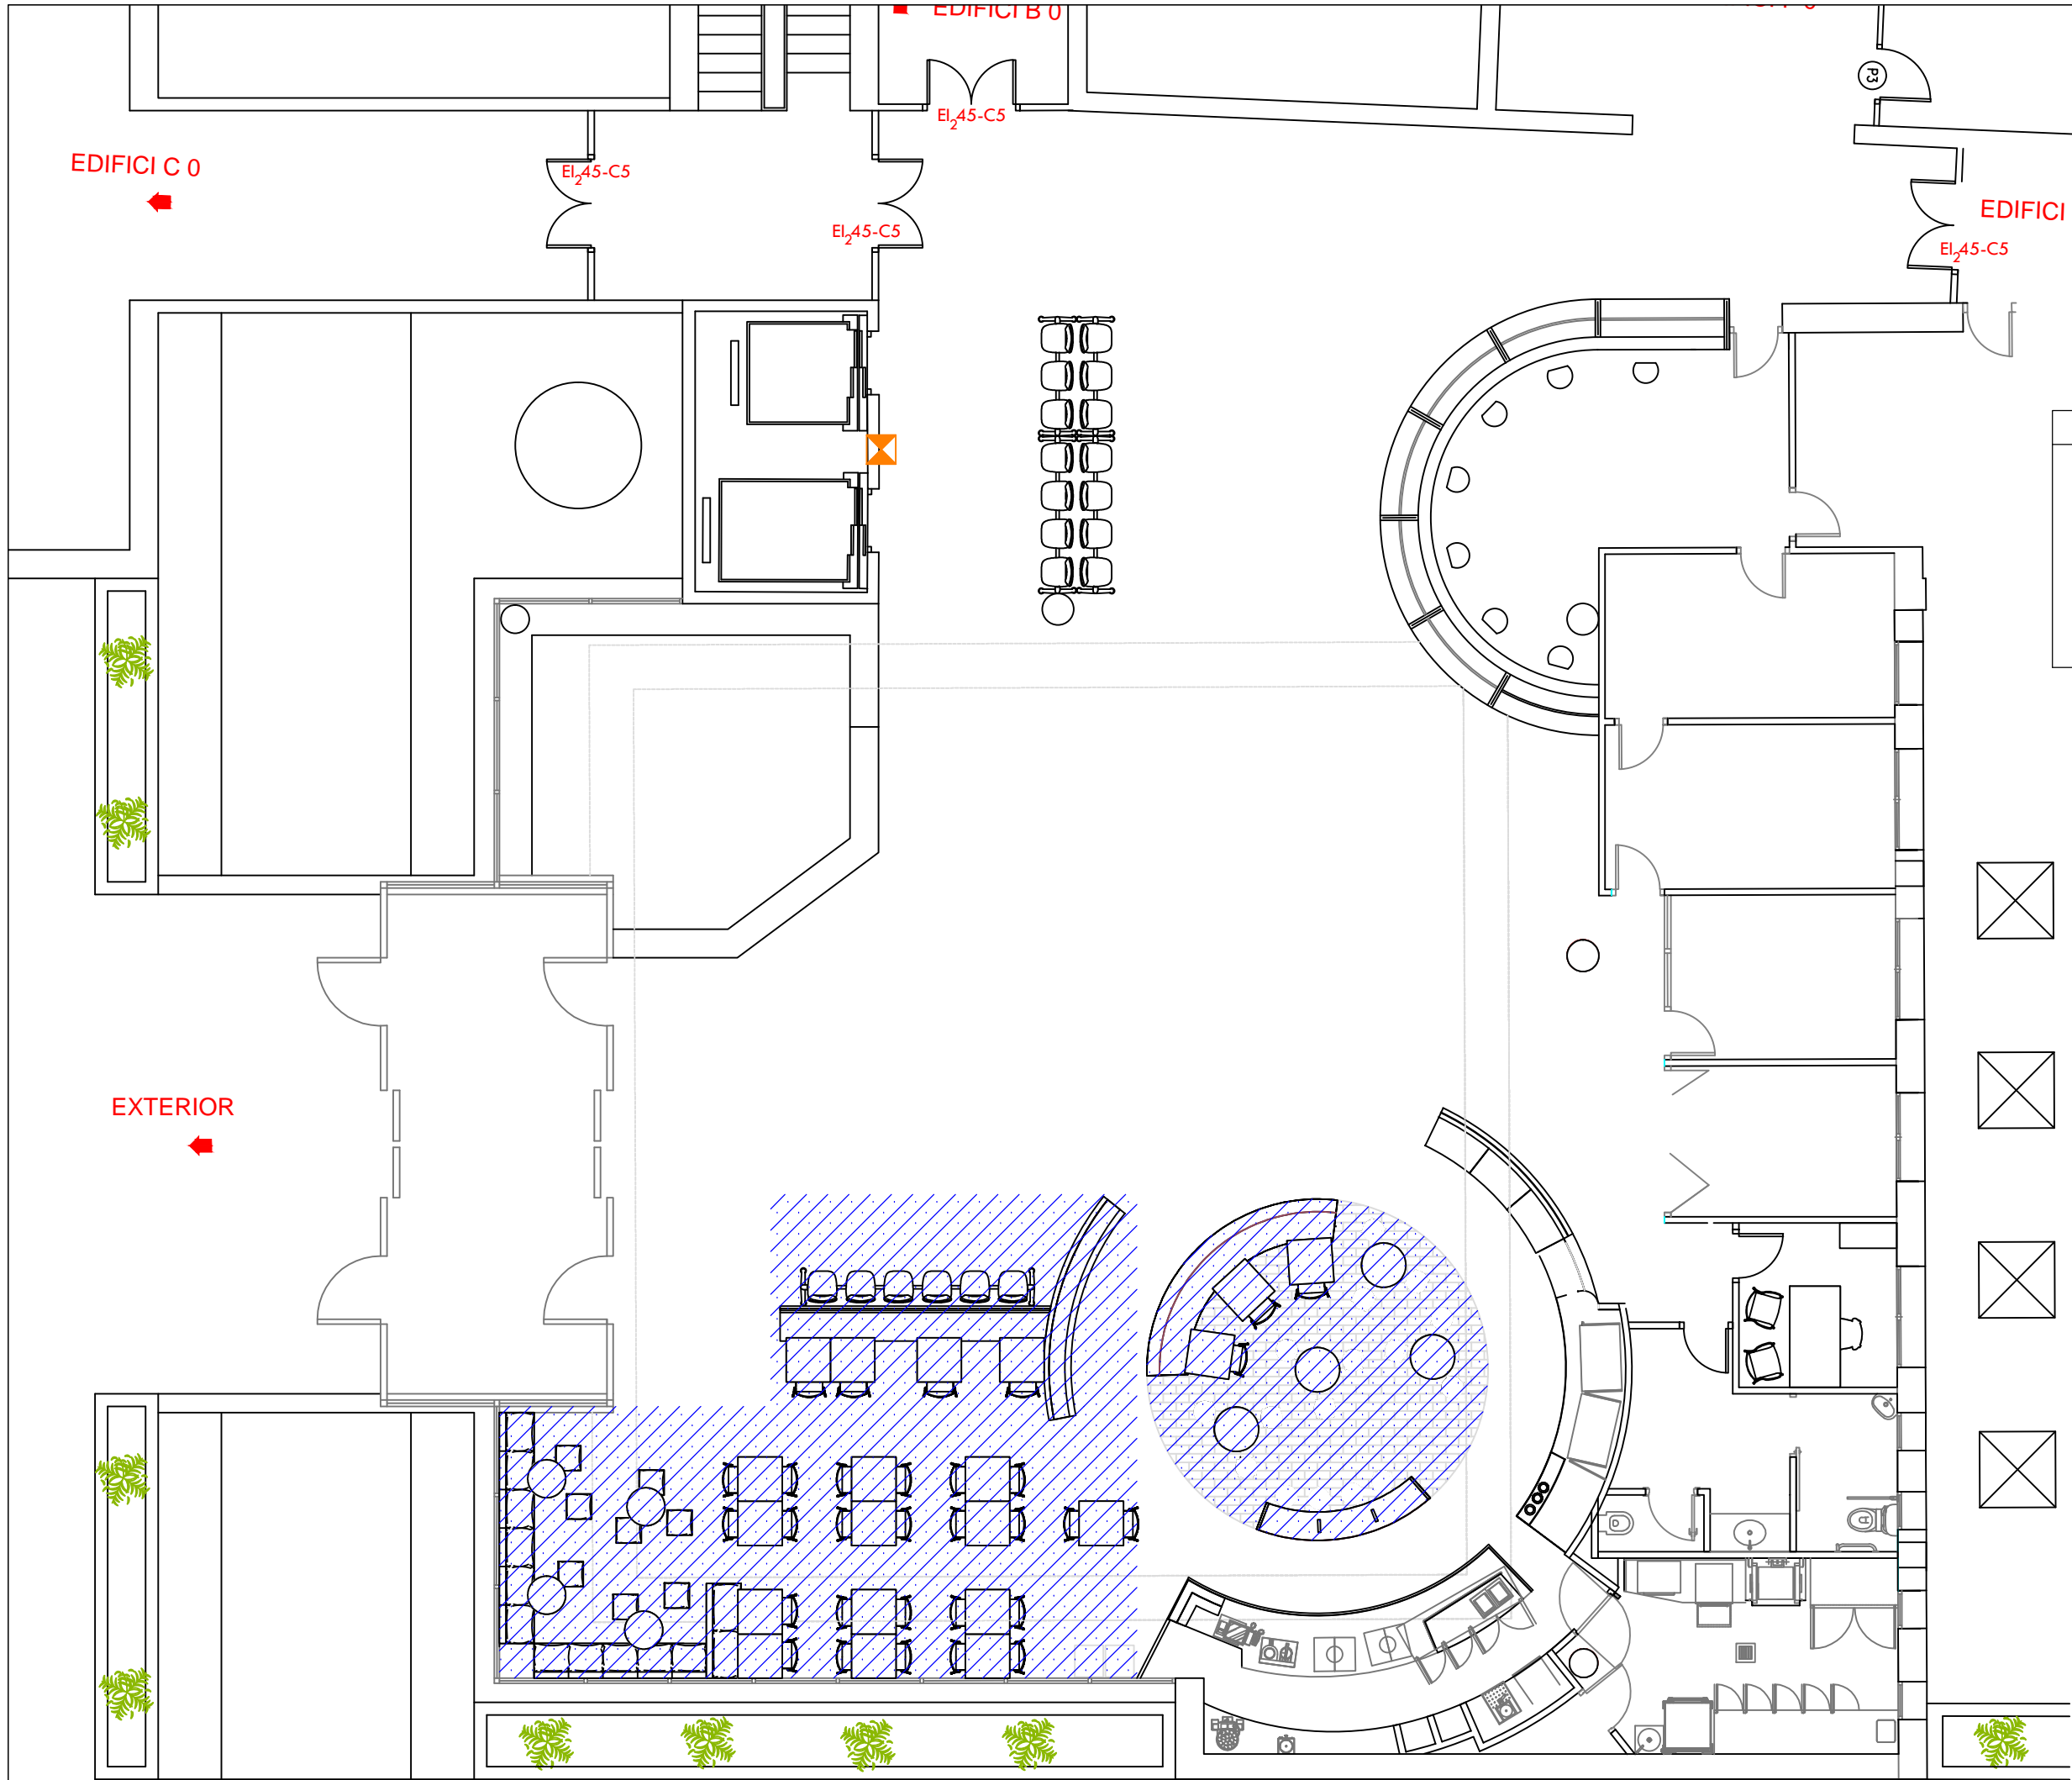 EDIFICI B 0
P3
EI₂45-C5
EDIFICI C 0
EI₂45-C5
EI₂45-C5
EDIFICI
EI₂45-C5
EXTERIOR